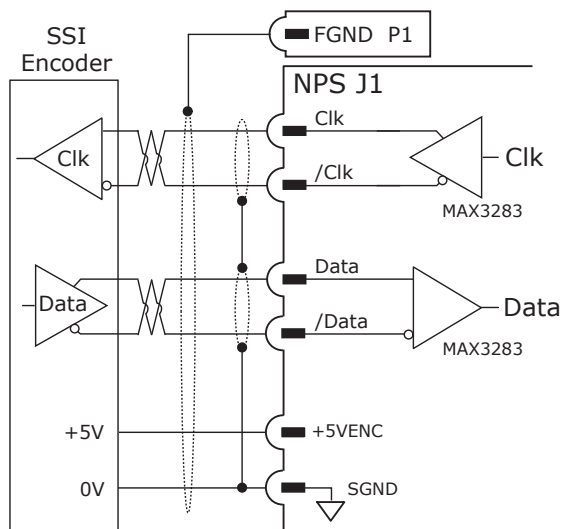 FGND P1
SSI
Encoder
NPS J1
Clk
Clk
/Clk
Clk
MAX3283
Data
Data
/Data
Data
MAX3283
+5V
+5VENC
0V
SGND